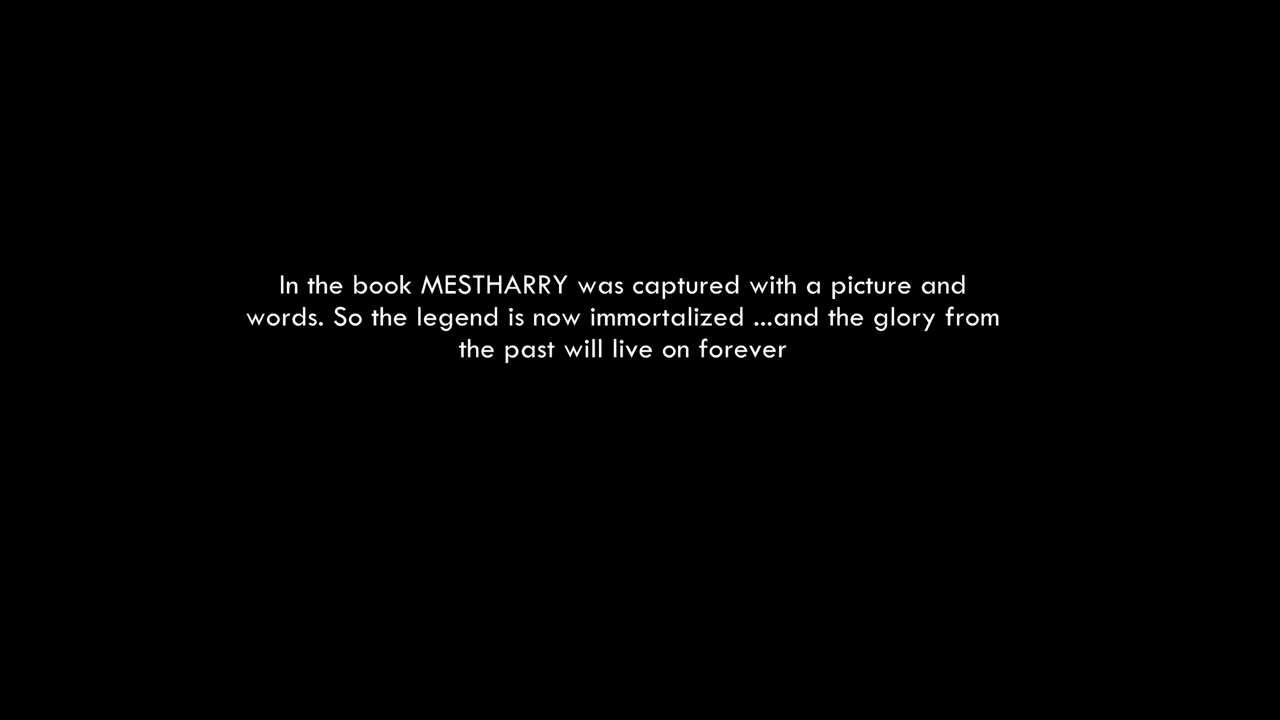 In the book MESTHARRY was captured with a picture and
words. So the legend is now immortalized ...and the glory from
the past will live on forever